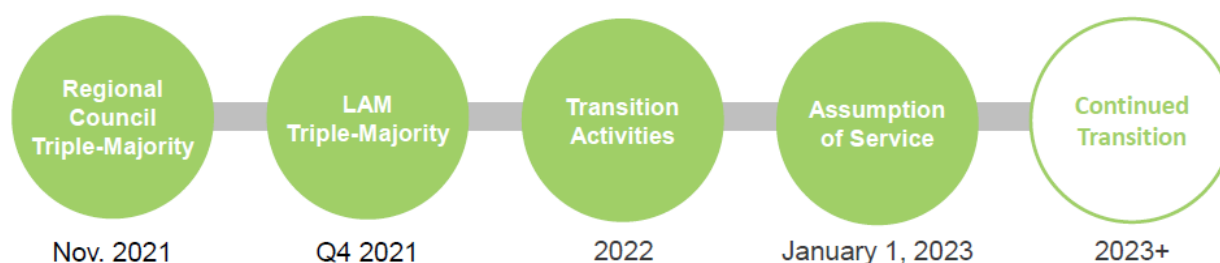 Regional
Council
Triple-Majority
LAM
Triple-Majority
Transition
Activities
Assumption
of Service
Continued
Transition
Nov. 2021
Q4 2021
2022
January 1, 2023
2023+